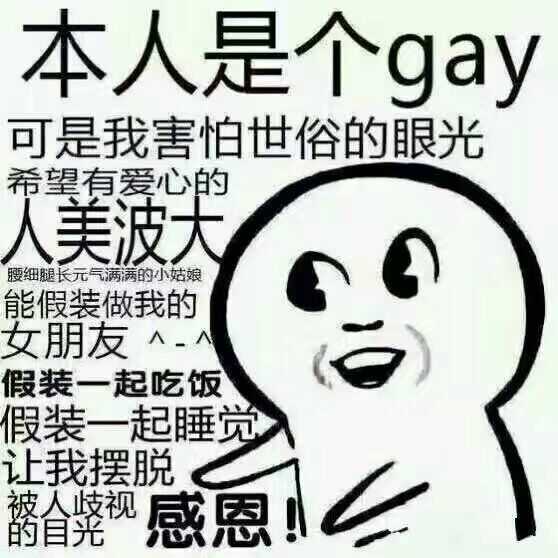 本人是个gay
可是我害怕世俗的眼光
希望有爱心的
人美波大
腰细腿长元气满满的小姑娘
能假装做我的
女朋友 ^-^
假装一起吃饭
假装一起睡觉
让我摆脱
被人歧视
的目光
感恩!